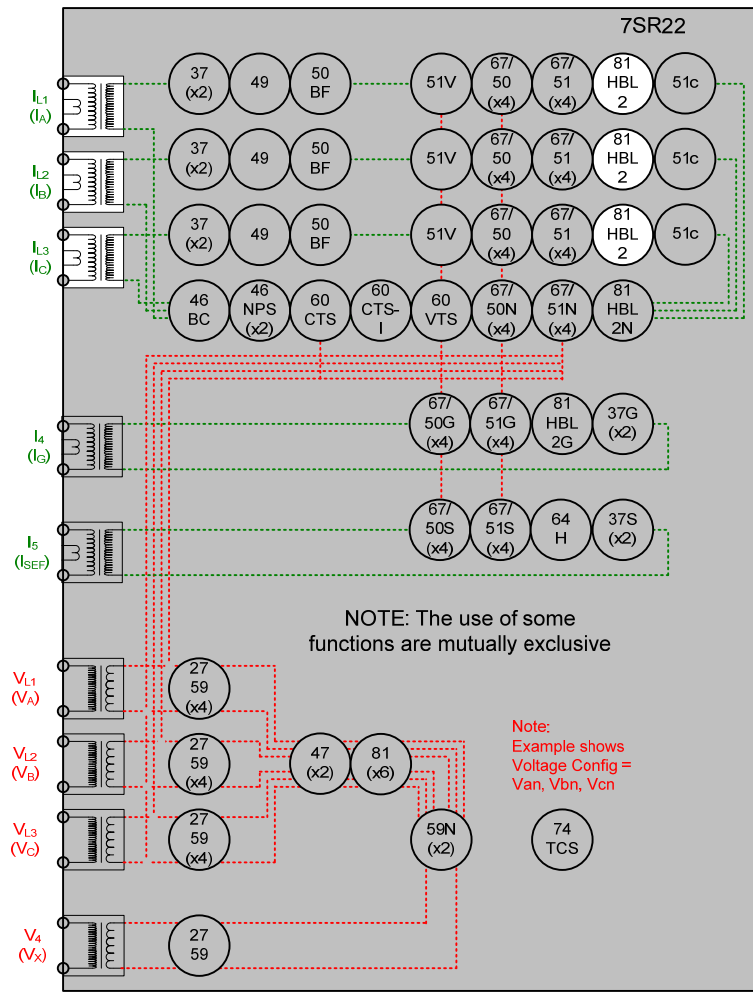 7SR22
IL1
(IA)
37
(x2)
49
50
BF
51V
67/
50
(x4)
67/
51
(x4)
81
HBL
2
51c
IL2
(IB)
37
(x2)
49
50
BF
51V
67/
50
(x4)
67/
51
(x4)
81
HBL
2
51c
IL3
(IC)
37
(x2)
49
50
BF
51V
67/
50
(x4)
67/
51
(x4)
81
HBL
2
51c
46
BC
46
NPS
(x2)
60
CTS
60
CTS-
I
60
VTS
67/
50N
(x4)
67/
51N
(x4)
81
HBL
2N
I4
(IG)
67/
50G
(x4)
67/
51G
(x4)
81
HBL
2G
37G
(x2)
I5
(ISEF)
67/
50S
(x4)
67/
51S
(x4)
64
H
37S
(x2)
NOTE: The use of some
functions are mutually exclusive
VL1
(VA)
27
59
(x4)
VL2
(VB)
27
59
(x4)
47
(x2)
81
(x6)
Note:
Example shows
Voltage Config =
Van, Vbn, Vcn
VL3
(VC)
27
59
(x4)
59N
(x2)
74
TCS
V4
(VX)
27
59